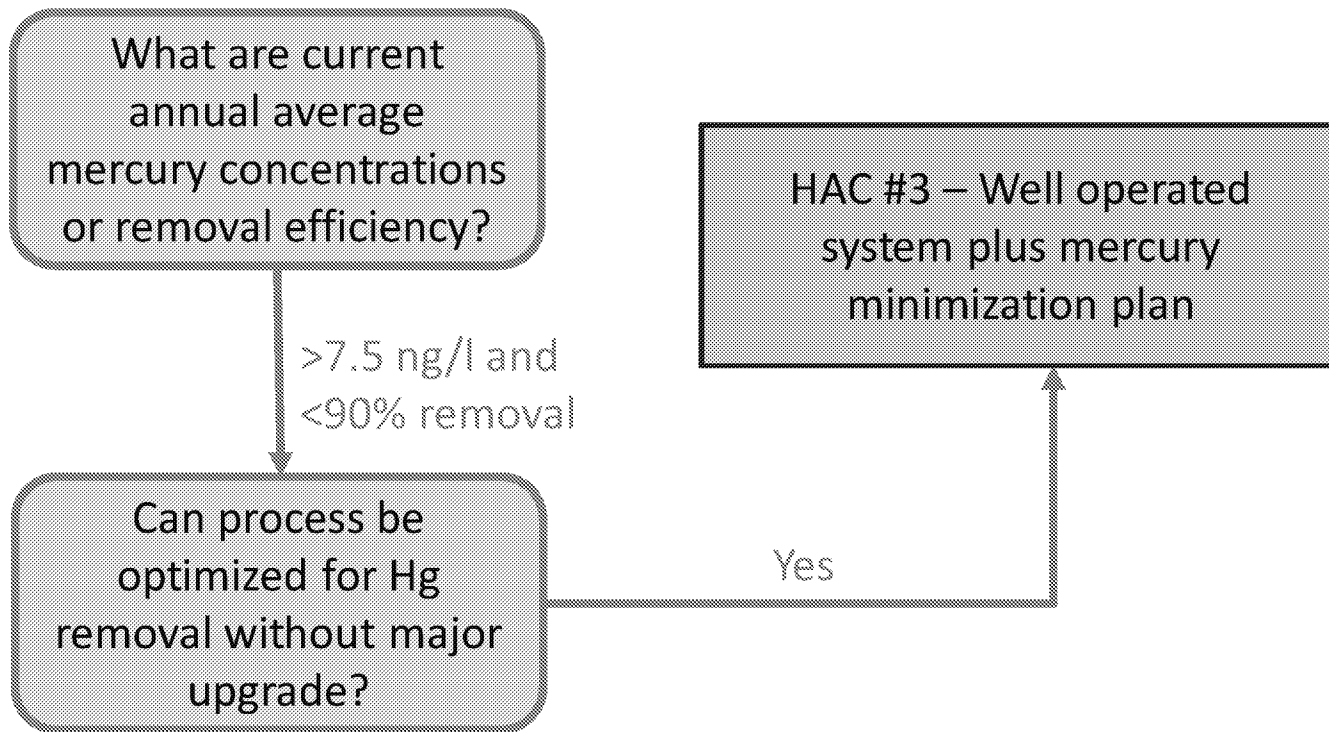 What are current
annual average
mercury concentrations
or removal efficiency?
>7.5 ng/l and
<90% removal
Can process be
optimized for Hg
removal without major
upgrade?
Yes
HAC #3 – Well operated
system plus mercury
minimization plan